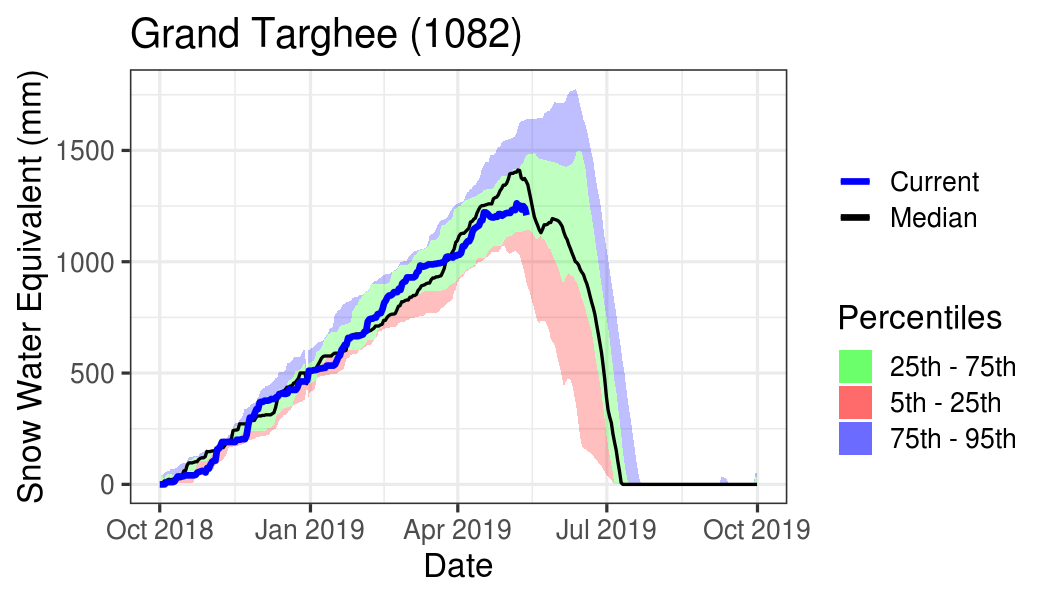 Grand Targhee (1082)
Snow Water Equivalent (mm)
1500
1000
500
0
Oct 2018
Jan 2019
Apr 2019
Jul 2019
Oct 2019
Date
Current
Median
Percentiles
25th - 75th
5th - 25th
75th - 95th